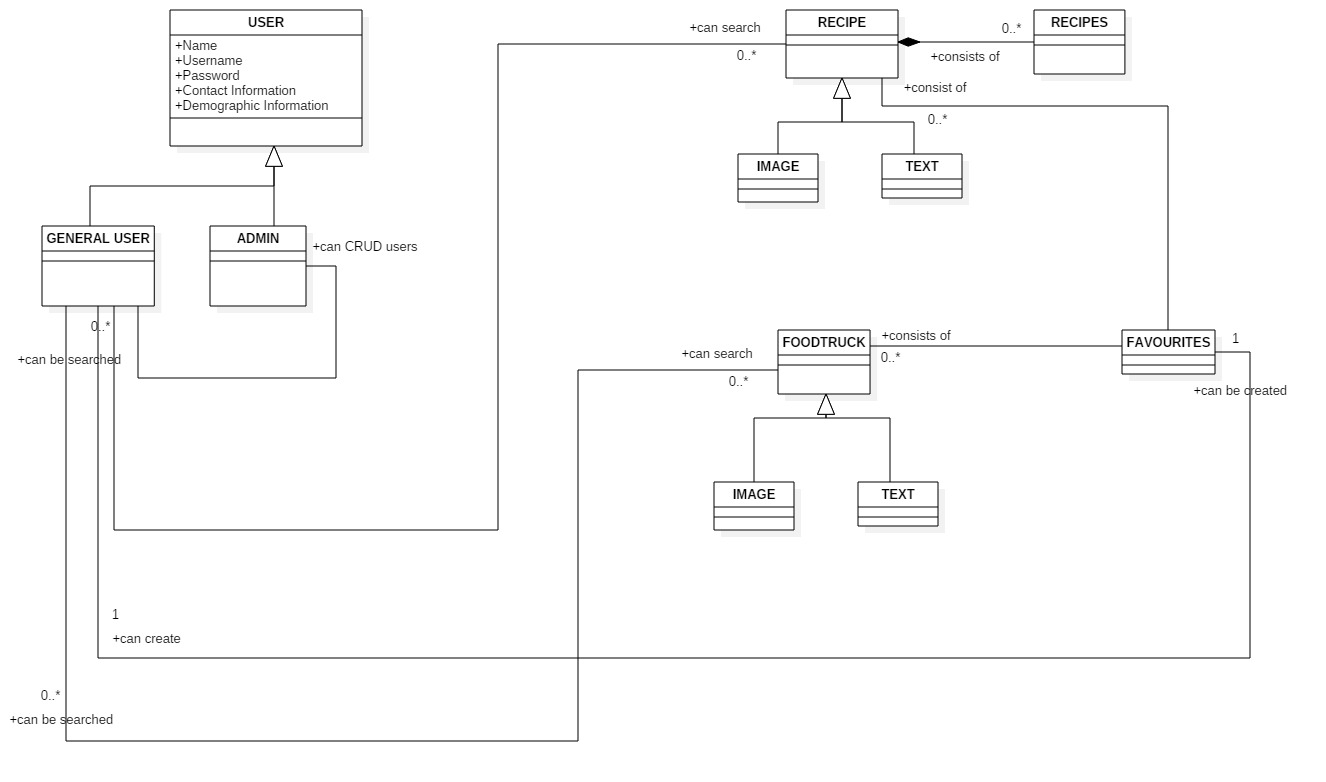 USER
+Name
+Username
+Password
+Contact Information
+Demographic Information
GENERAL USER
ADMIN
+can CRUD users
0..*
+can be searched
+can search
0..*
RECIPE
0..*
+consists of
RECIPES
+consist of
0..*
IMAGE
TEXT
+can search
0..*
FOODTRUCK
+consists of
0..*
FAVOURITES
1
+can be created
IMAGE
TEXT
1
+can create
0..*
+can be searched